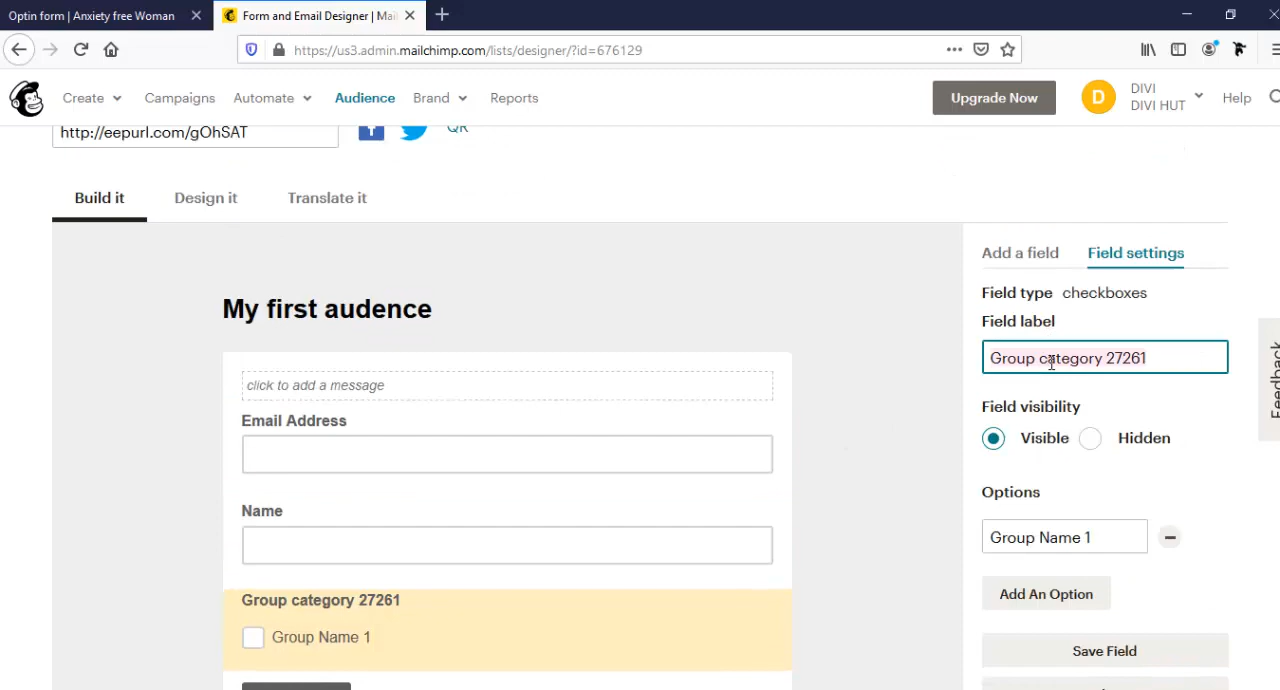 Optin form | Anxiety free Woman
Form and Email Designer | Mai
https://us3.admin.mailchimp.com/lists/designer/?id=676129
Create
Campaigns
Automate
Audience
Brand
Reports
Upgrade Now
D
DIVI
DIVI HUT
Help
http://eepurl.com/gOhSAT
QR
Build it
Design it
Translate it
Add a field
Field settings
Field type checkboxes
Field label
Group category 27261
Field visibility
Visible
Hidden
Options
Group Name 1
Add An Option
Save Field
Feedback
My first audience
click to add a message
Email Address
Name
Group category 27261
Group Name 1